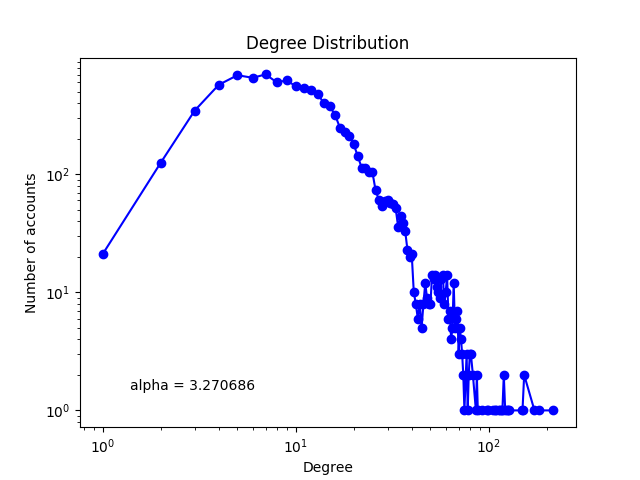 Degree Distribution
Number of accounts
10²
10¹
10⁰
alpha = 3.270686
10⁰ 10¹ 10²
Degree